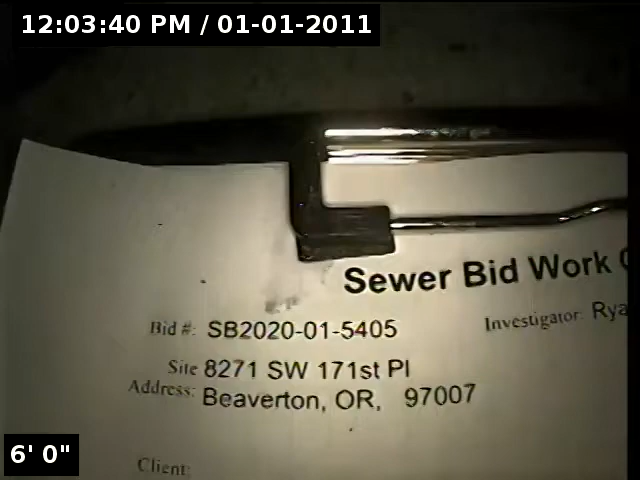 12:03:40 PM / 01-01-2011
Sewer Bid Work
Bid #: SB2020-01-5405
Investigator:
Site 8271 SW 171st Pl
Address: Beaverton, OR, 97007
Client:
6' 0"